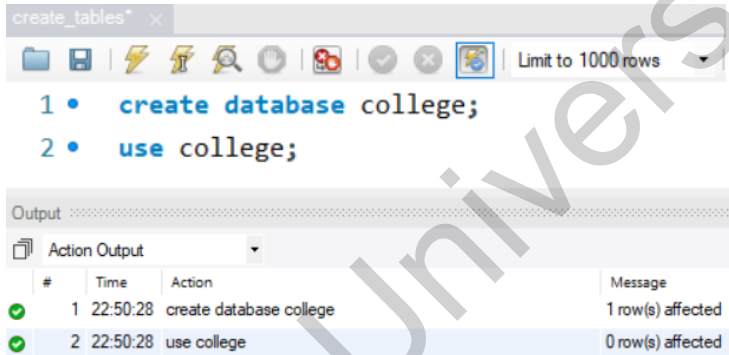 create_tables*
Limit to 1000 rows
1 create database college;
2 use college;
Output
Action Output
# Time Action Message
1 22:50:28 create database college 1 row(s) affected
2 22:50:28 use college 0 row(s) affected